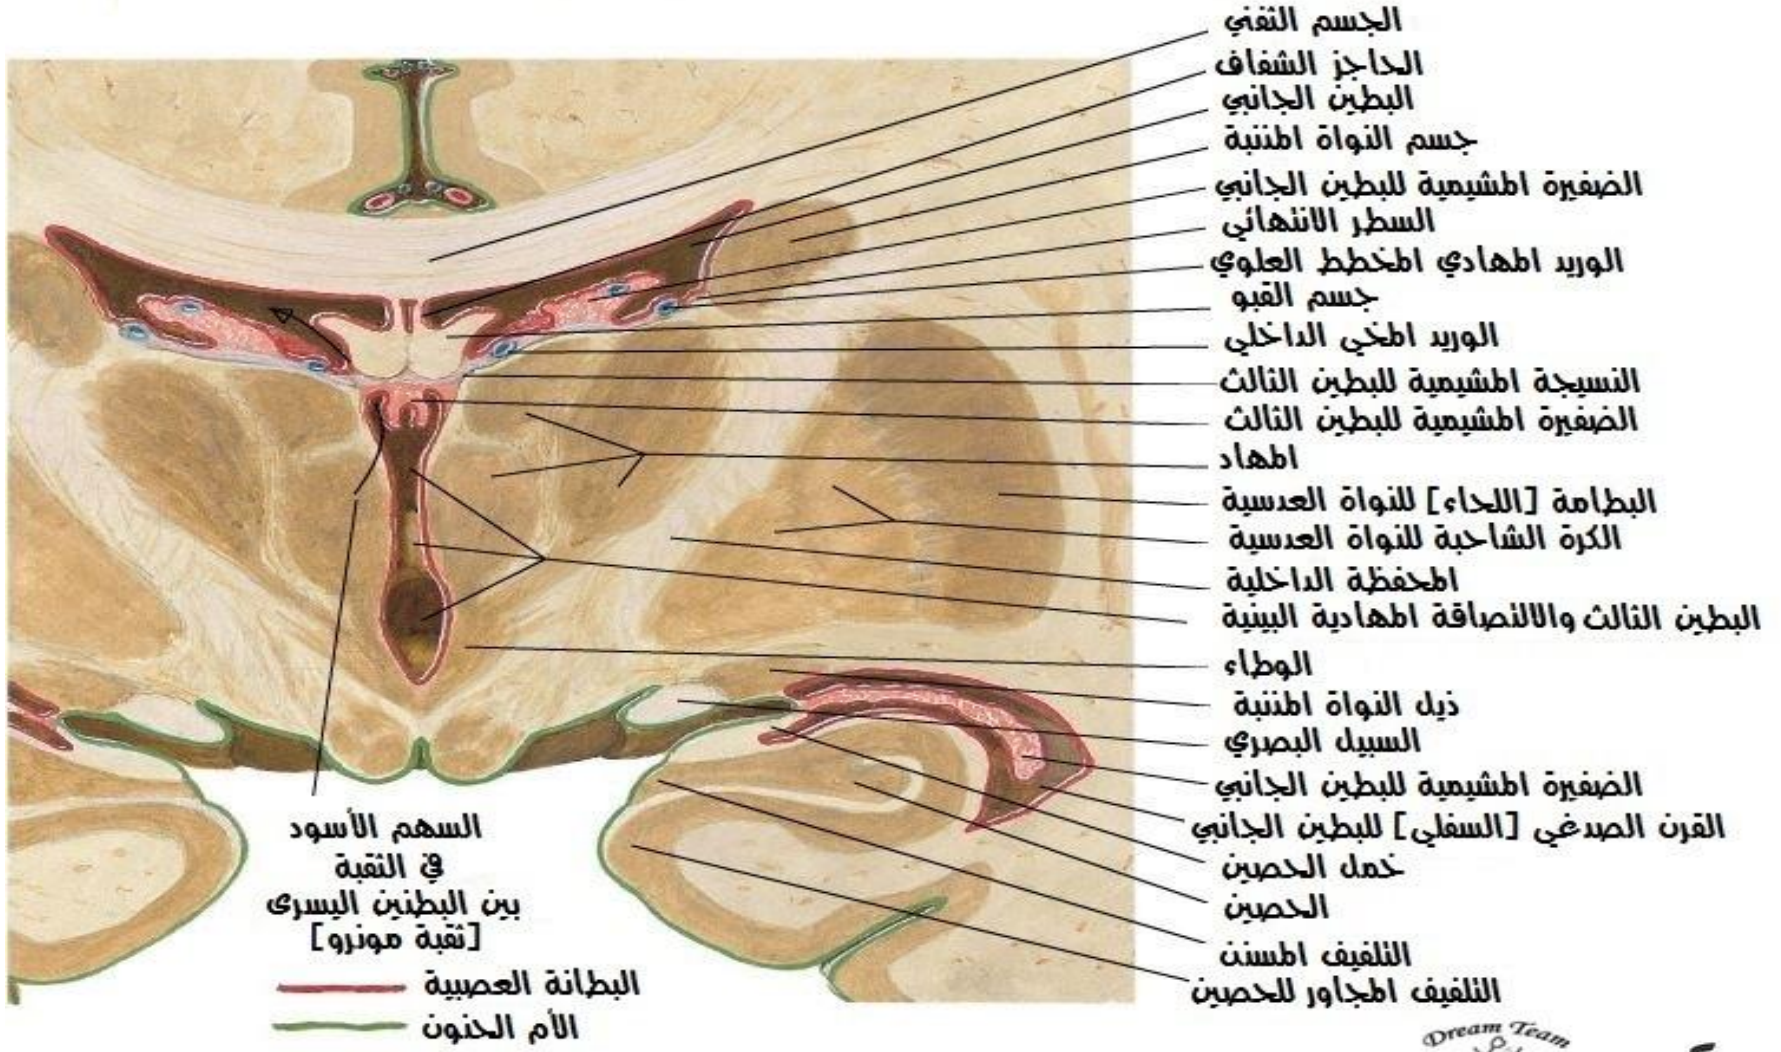 الجسم الثفني
الحاجز الشفاف
البطين الجانبي
جسم النواة المذنبة
الضفيرة المشيمية للبطين الجانبي
السطر الانتهائي
الوريد المهادي المخطط العلوي
جسم القبو
الوريد المخي الداخلي
النسيجة المشيمية للبطين الثالث
الضفيرة المشيمية للبطين الثالث
المهاد
البطامة [اللحاء] للنواة العدسية
الكرة الشاحبة للنواة العدسية
المحفظة الداخلية
البطين الثالث والالتصاقة المهادية البينية
الوطاء
ذيل النواة المذنبة
السبيل البصري
الضفيرة المشيمية للبطين الجانبي
القرن الصدغي [السفلي] للبطين الجانبي
خمل الحصين
الحصين
التلفيف المسنن
التلفيف المجاور للحصين
السهم الأسود
في الثقبة
بين البطنين اليسرى
[ثقبة مونرو]
البطانة العصبية
الأم الحنون
Dream Team